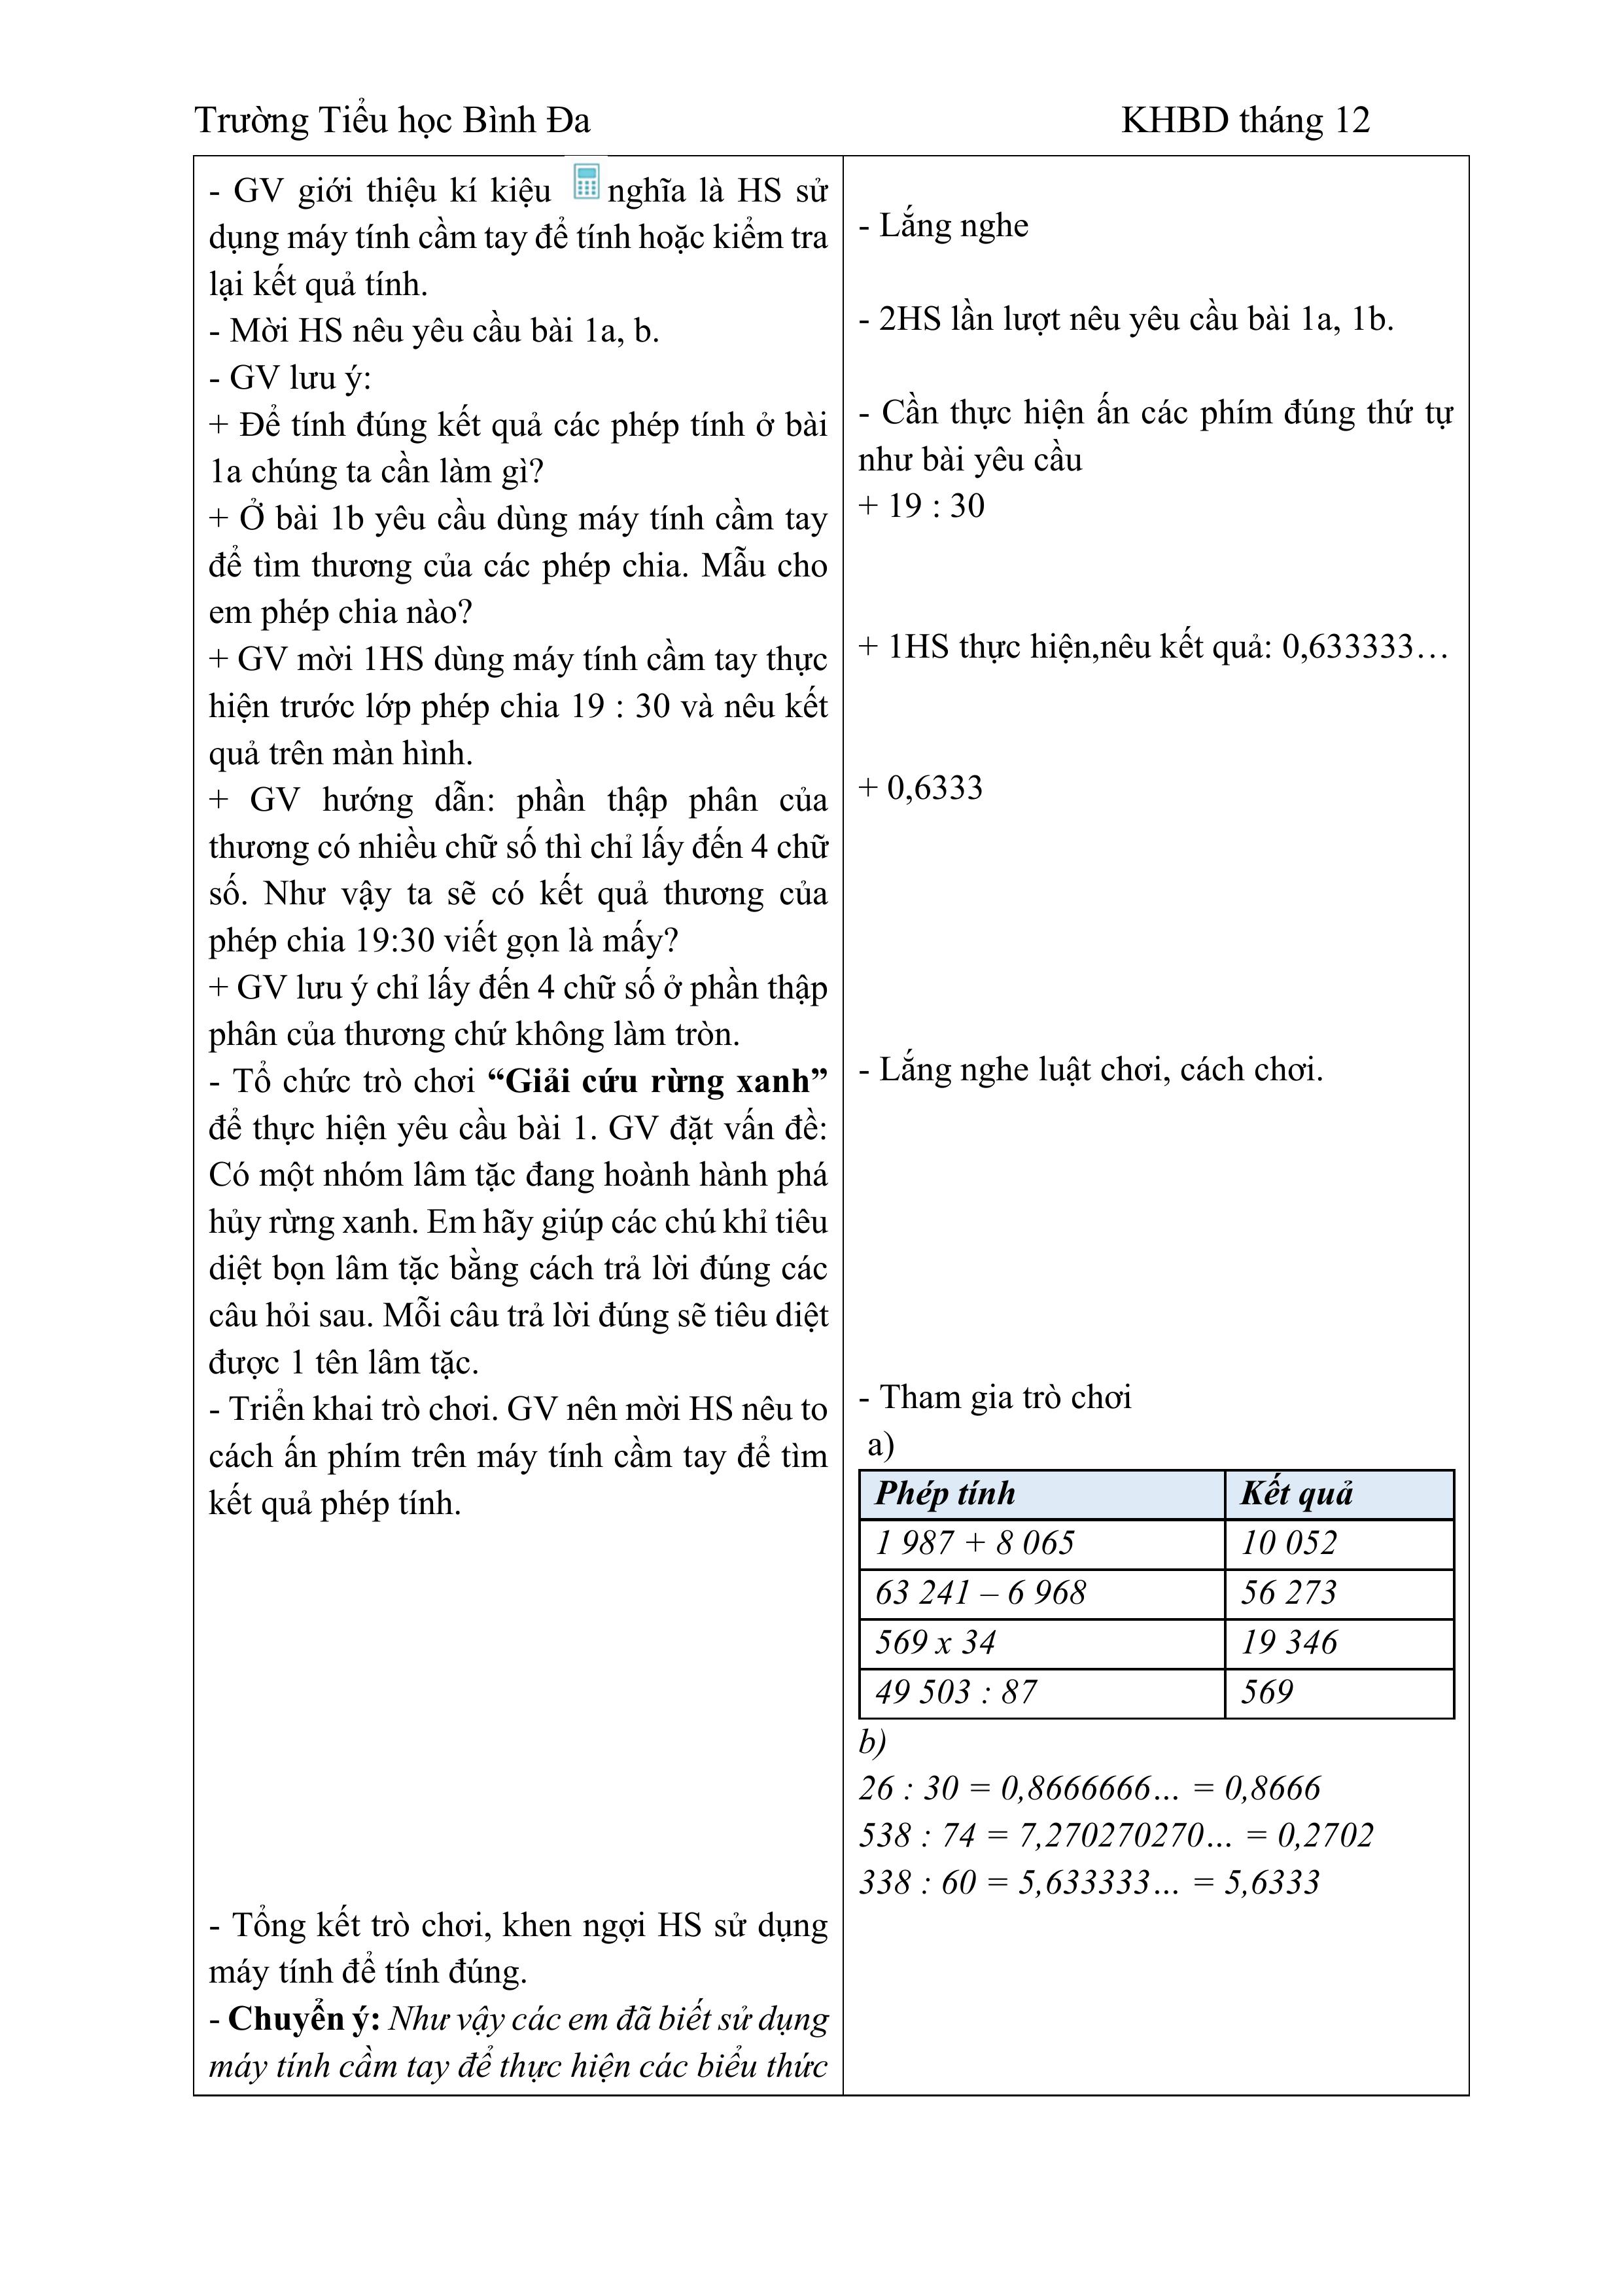 Trường Tiểu học Bình Đa KHBD tháng 12
- GV giới thiệu kí kiệu nghĩa là HS sử
dụng máy tính cầm tay để tính hoặc kiểm tra
lại kết quả tính.
- Mời HS nêu yêu cầu bài 1a, b.
- GV lưu ý:
+ Để tính đúng kết quả các phép tính ở bài
1a chúng ta cần làm gì?
+ Ở bài 1b yêu cầu dùng máy tính cầm tay
để tìm thương của các phép chia. Mẫu cho
em phép chia nào?
+ GV mời 1HS dùng máy tính cầm tay thực
hiện trước lớp phép chia 19 : 30 và nêu kết
quả trên màn hình.
+ GV hướng dẫn: phần thập phân của
thương có nhiều chữ số thì chỉ lấy đến 4 chữ
số. Như vậy ta sẽ có kết quả thương của
phép chia 19:30 viết gọn là mấy?
+ GV lưu ý chỉ lấy đến 4 chữ số ở phần thập
phân của thương chứ không làm tròn.
- Tổ chức trò chơi “Giải cứu rừng xanh”
để thực hiện yêu cầu bài 1. GV đặt vấn đề:
Có một nhóm lâm tặc đang hoành hành phá
hủy rừng xanh. Em hãy giúp các chú khỉ tiêu
diệt bọn lâm tặc bằng cách trả lời đúng các
câu hỏi sau. Mỗi câu trả lời đúng sẽ tiêu diệt
được 1 tên lâm tặc.
- Triển khai trò chơi. GV nên mời HS nêu to
cách ấn phím trên máy tính cầm tay để tìm
kết quả phép tính.
- Tổng kết trò chơi, khen ngợi HS sử dụng
máy tính để tính đúng.
- Chuyển ý: Như vậy các em đã biết sử dụng
máy tính cầm tay để thực hiện các biểu thức
- Lắng nghe
- 2HS lần lượt nêu yêu cầu bài 1a, 1b.
- Cần thực hiện ấn các phím đúng thứ tự
như bài yêu cầu
+ 19 : 30
+ 1HS thực hiện,nêu kết quả: 0,633333…
+ 0,6333
- Lắng nghe luật chơi, cách chơi.
- Tham gia trò chơi
a)
Phép tính Kết quả
1 987 + 8 065 10 052
63 241 – 6 968 56 273
569 x 34 19 346
49 503 : 87 569
b)
26 : 30 = 0,8666666… = 0,8666
538 : 74 = 7,270270270… = 0,2702
338 : 60 = 5,633333… = 5,6333